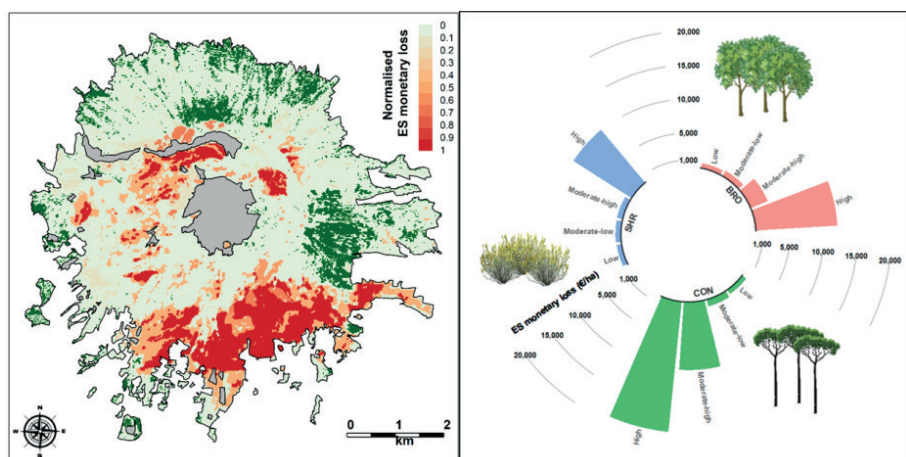 Normalised
ES monetary loss
0
0.1
0.2
0.3
0.4
0.5
0.6
0.7
0.8
0.9
1
N
W
E
S
0
1
2
km
20,000
15,000
10,000
5,000
1,000
Low
Moderate-low
Moderate-high
High
BRO
1,000
5,000
10,000
15,000
20,000
High
Moderate-high
Moderate-low
Low
SHR
1,000
5,000
10,000
15,000
20,000
ES monetary loss (€/ha)
CON
Low
Moderate-low
Moderate-high
High